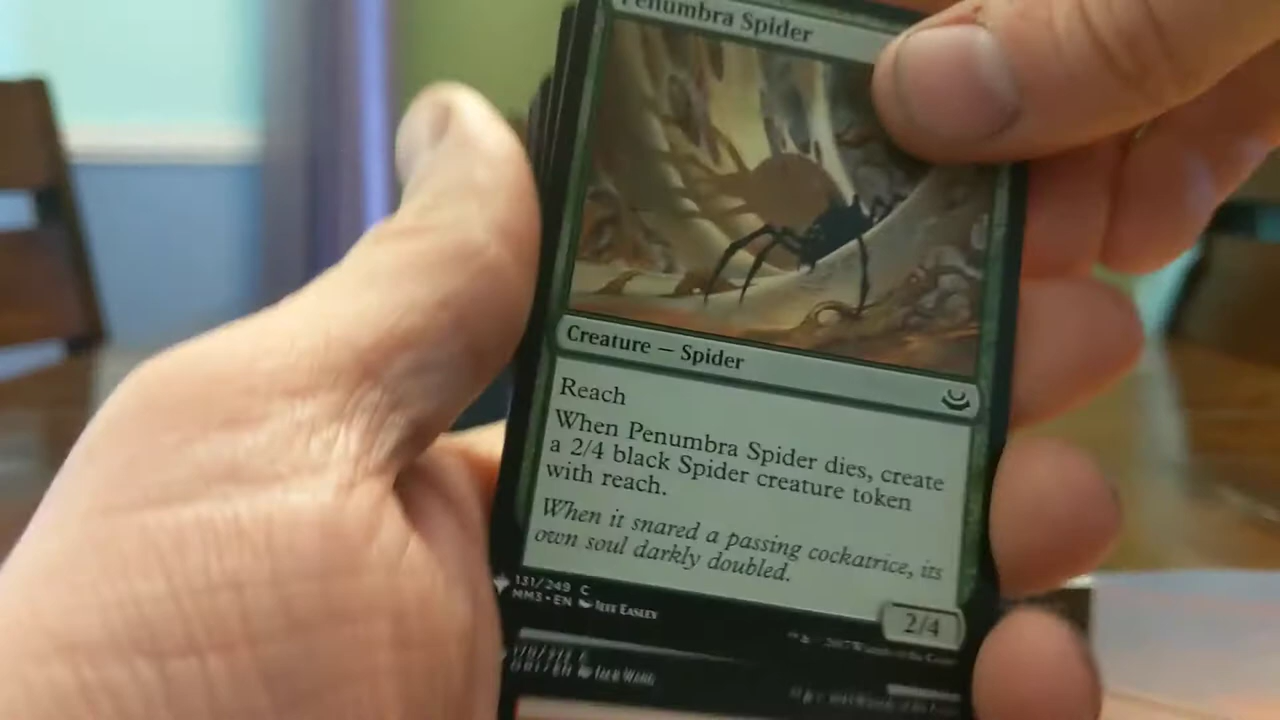 Penumbra Spider
Creature — Spider
Reach
When Penumbra Spider dies, create
a 2/4 black Spider creature token
with reach.
When it snared a passing cockatrice, its
own soul darkly doubled.
131/249 C
MM3 • EN Jeff Easley
2/4